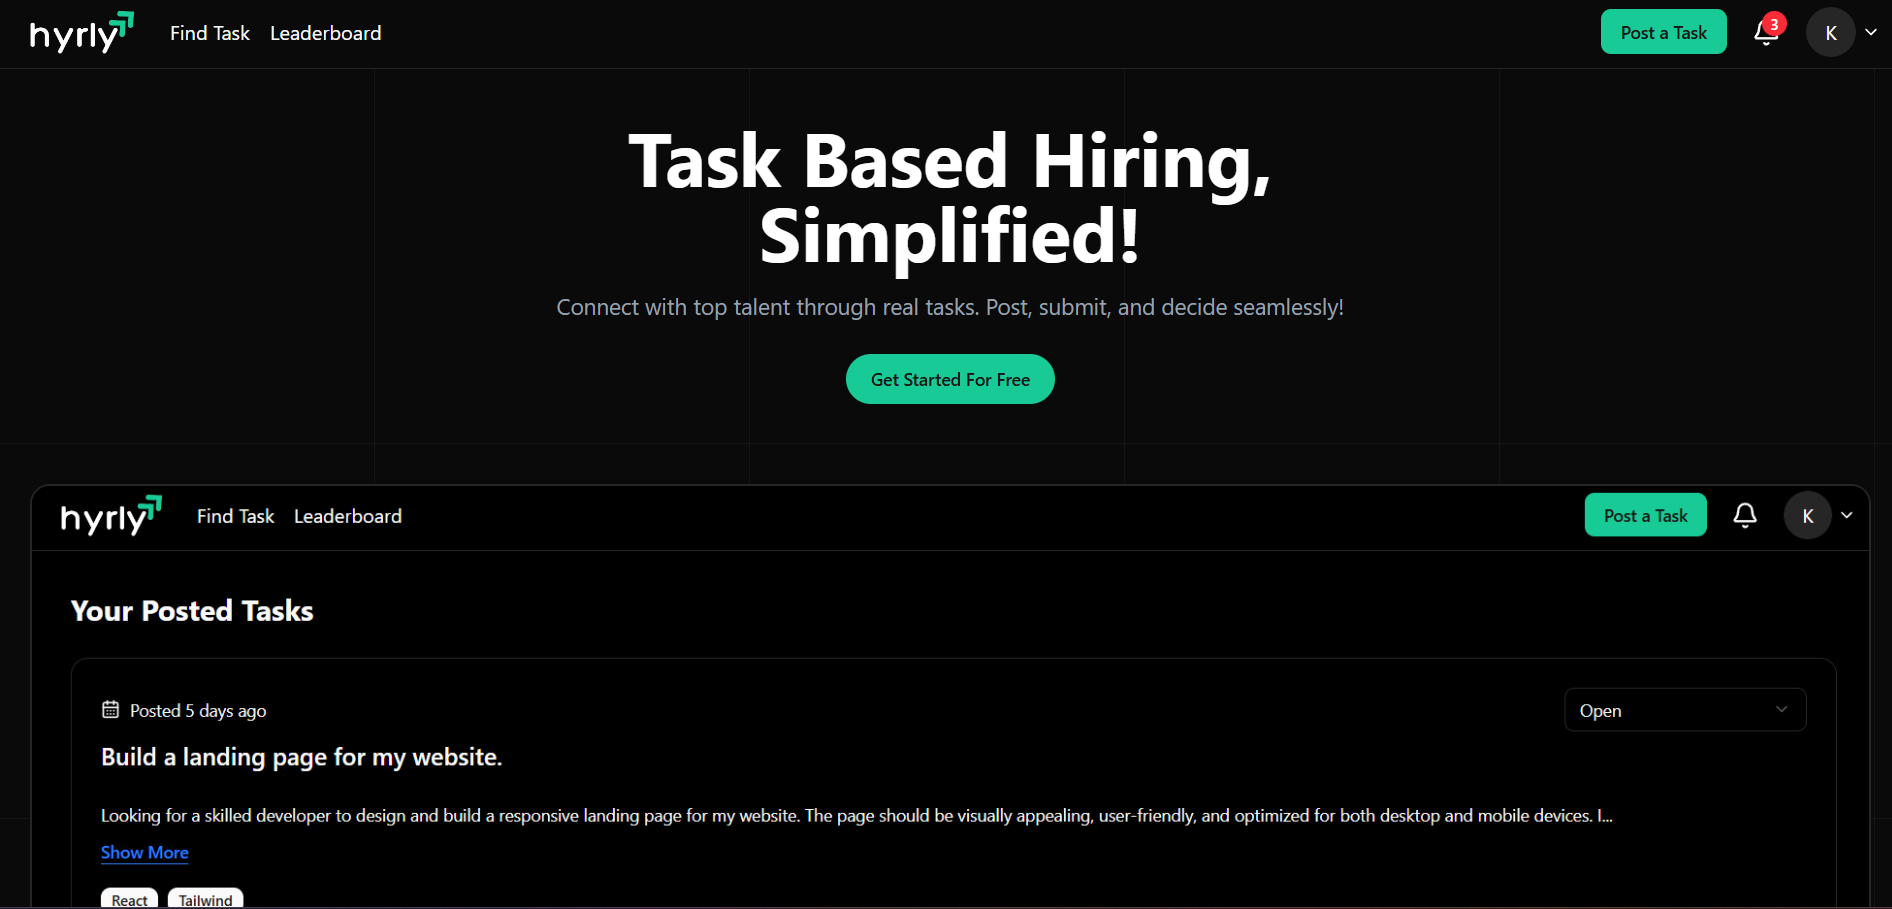 hyrly Find Task Leaderboard Post a Task 3 K
Task Based Hiring,
Simplified!
Connect with top talent through real tasks. Post, submit, and decide seamlessly!
Get Started For Free
hyrly Find Task Leaderboard Post a Task K
Your Posted Tasks
Posted 5 days ago Open
Build a landing page for my website.
Looking for a skilled developer to design and build a responsive landing page for my website. The page should be visually appealing, user-friendly, and optimized for both desktop and mobile devices. I...
Show More
React Tailwind